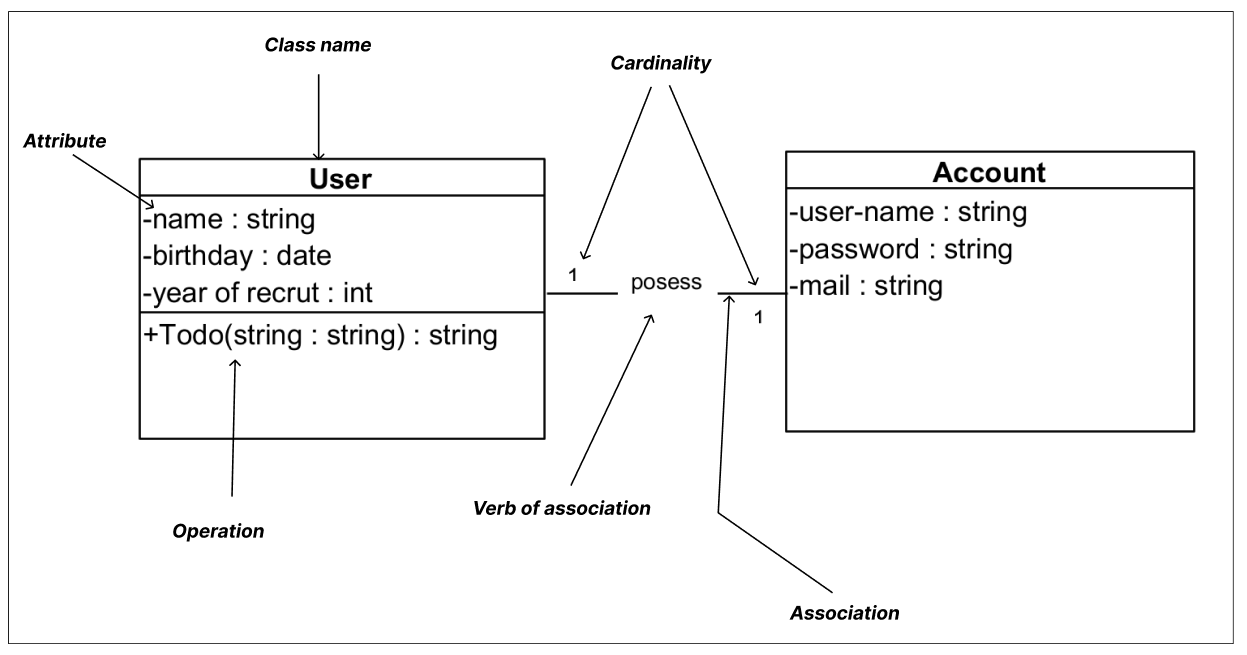 Class name
Cardinality
Attribute
User
-name : string
-birthday : date
-year of recrut : int
+Todo(string : string) : string
1
posess
1
Account
-user-name : string
-password : string
-mail : string
Operation
Verb of association
Association